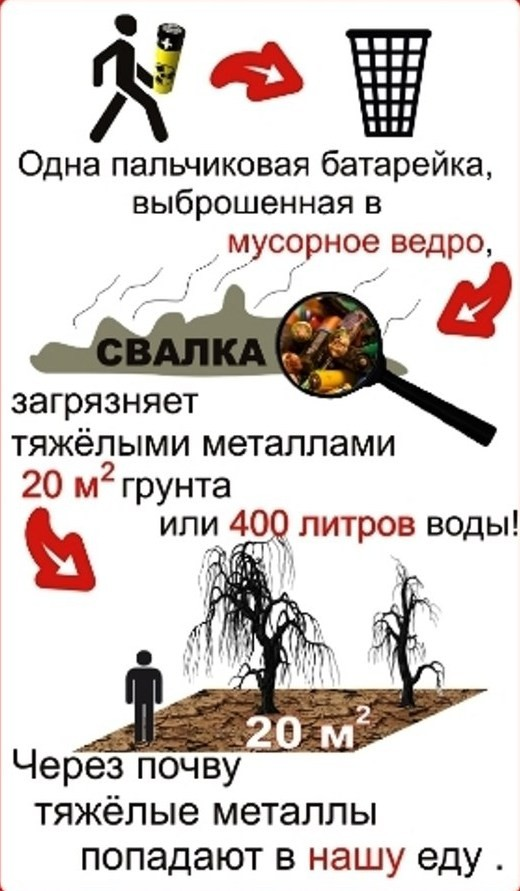 Одна пальчиковая батарейка,
выброшенная в
мусорное ведро,
СВАЛКА
загрязняет
тяжёлыми металлами
20 м² грунта
или 400 литров воды!
20 м²
Через почву
тяжёлые металлы
попадают в нашу еду .